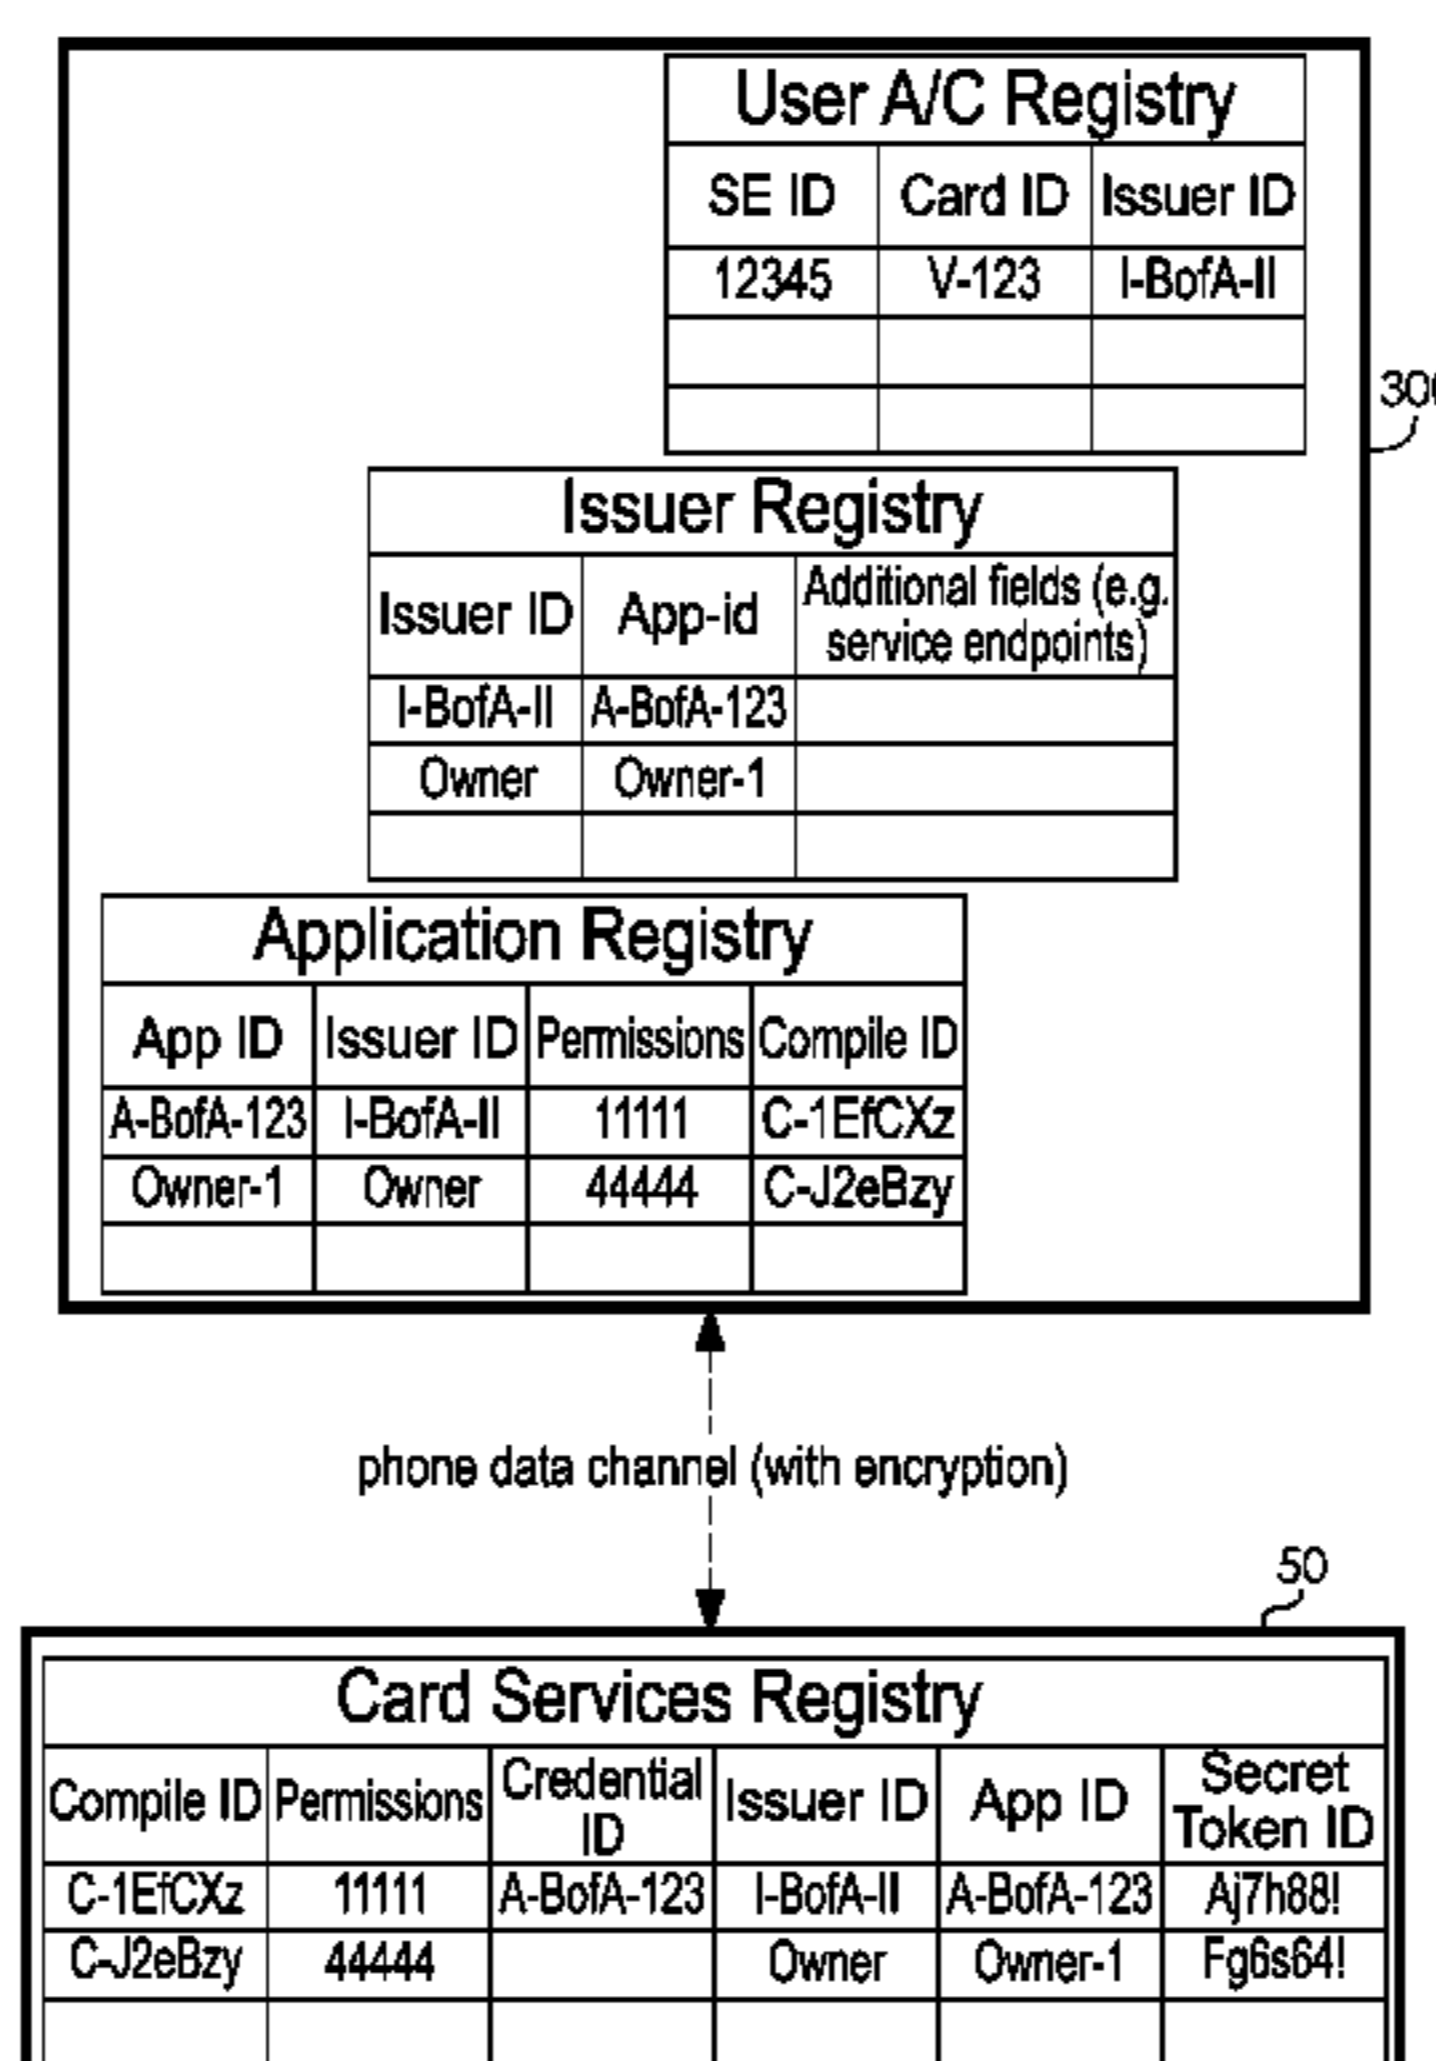 User A/C Registry
SE ID Card ID Issuer ID
12345 V-123 I-BofA-II
300
Issuer Registry
Issuer ID App-id Additional fields (e.g.
service endpoints)
I-BofA-II A-BofA-123
Owner Owner-1
Application Registry
App ID Issuer ID Permissions Compile ID
A-BofA-123 I-BofA-II 11111 C-1EfCXz
Owner-1 Owner 44444 C-J2eBzy
phone data channel (with encryption)
50
Card Services Registry
Compile ID Permissions Credential
ID Issuer ID App ID Secret
Token ID
C-1EfCXz 11111 A-BofA-123 I-BofA-II A-BofA-123 Aj7h88!
C-J2eBzy 44444 Owner Owner-1 Fg6s64!